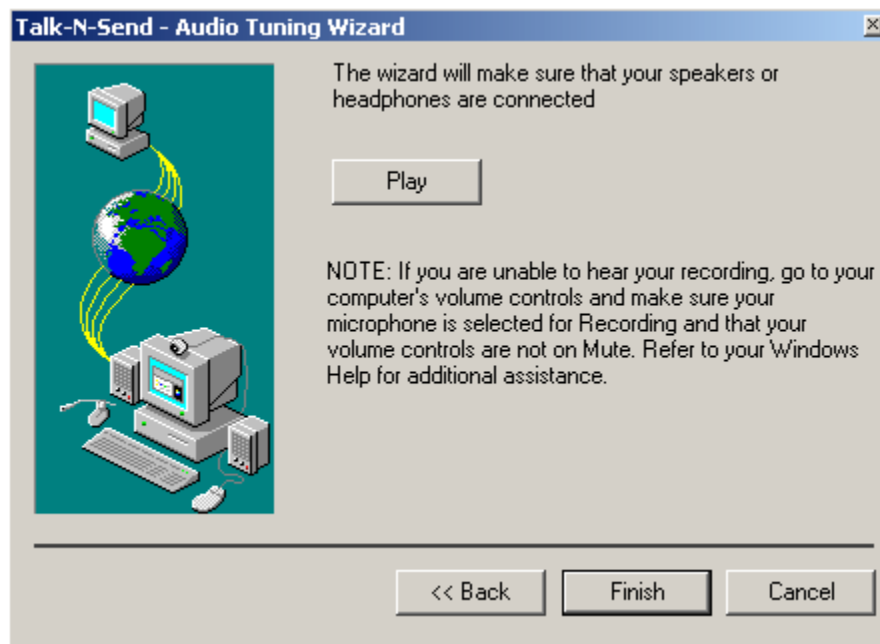 Talk-N-Send - Audio Tuning Wizard
The wizard will make sure that your speakers or
headphones are connected
Play
NOTE: If you are unable to hear your recording, go to your
computer's volume controls and make sure your
microphone is selected for Recording and that your
volume controls are not on Mute. Refer to your Windows
Help for additional assistance.
<< Back
Finish
Cancel